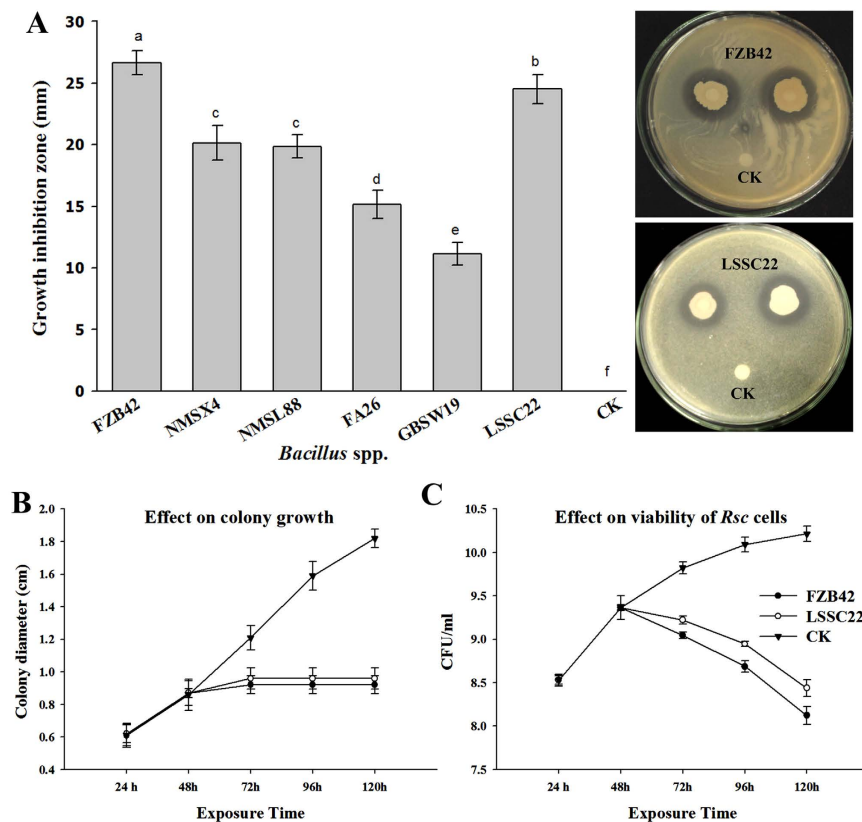 A
Growth inhibition zone (mm)
30
25
20
15
10
5
0
a
c
c
d
e
b
f
FZB42
NMSX4
NMSL88
FA26
GBSW19
LSSC22
CK
Bacillus spp.
FZB42
CK
LSSC22
CK
B
Effect on colony growth
Colony diameter (cm)
2.0
1.8
1.6
1.4
1.2
1.0
0.8
0.6
0.4
24 h
48h
72h
96h
120h
Exposure Time
C
Effect on viability of Rsc cells
CFU/ml
10.5
10.0
9.5
9.0
8.5
8.0
7.5
FZB42
LSSC22
CK
24 h
48h
72h
96h
120h
Exposure Time